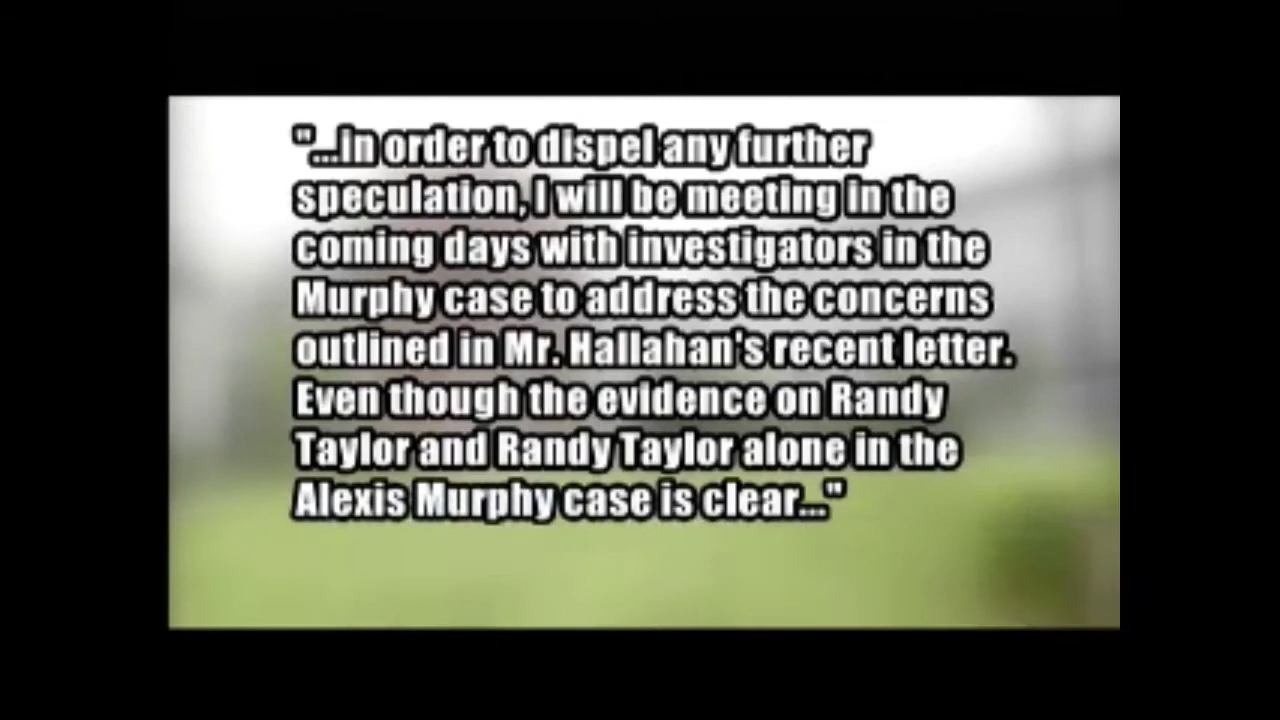 "...in order to dispel any further
speculation, I will be meeting in the
coming days with investigators in the
Murphy case to address the concerns
outlined in Mr. Hallahan's recent letter.
Even though the evidence on Randy
Taylor and Randy Taylor alone in the
Alexis Murphy case is clear..."